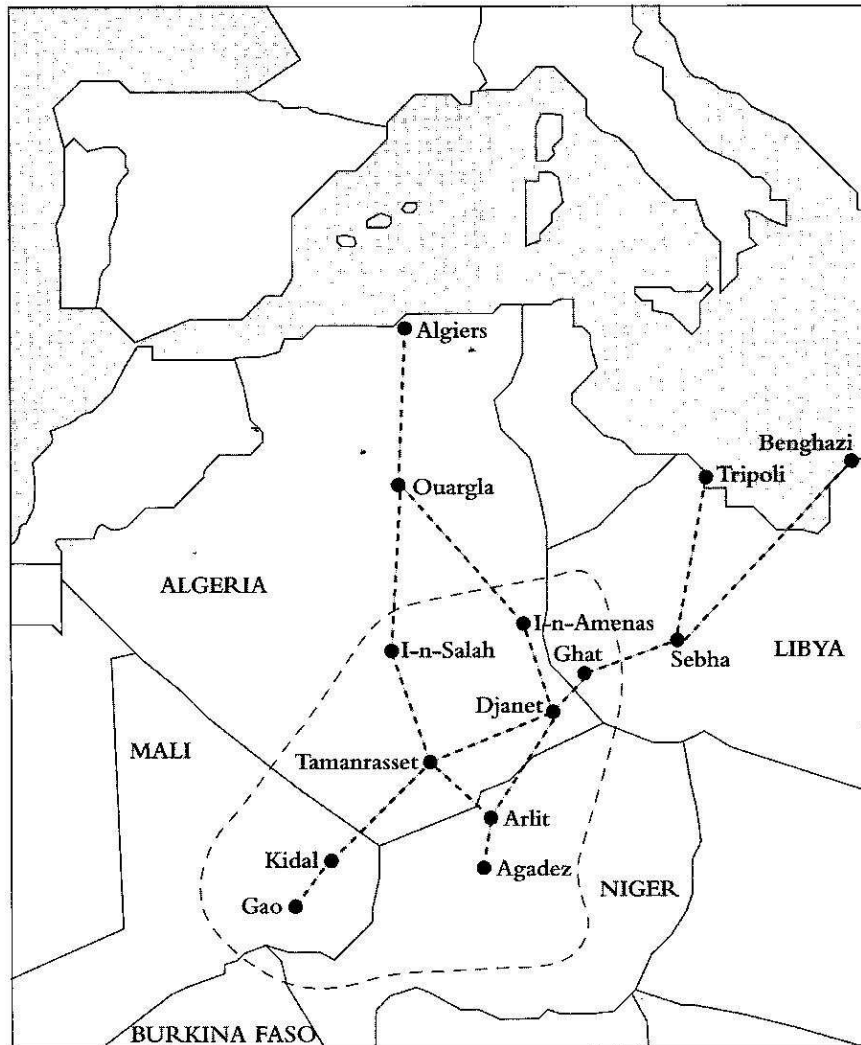 Algiers
Benghazi
Tripoli
Ouargla
ALGERIA
I-n-Amenas
I-n-Salah
Ghat
Sebha
LIBYA
Djanet
MALI
Tamanrasset
Arlit
Kidal
Agadez
NIGER
Gao
BURKINA FASO